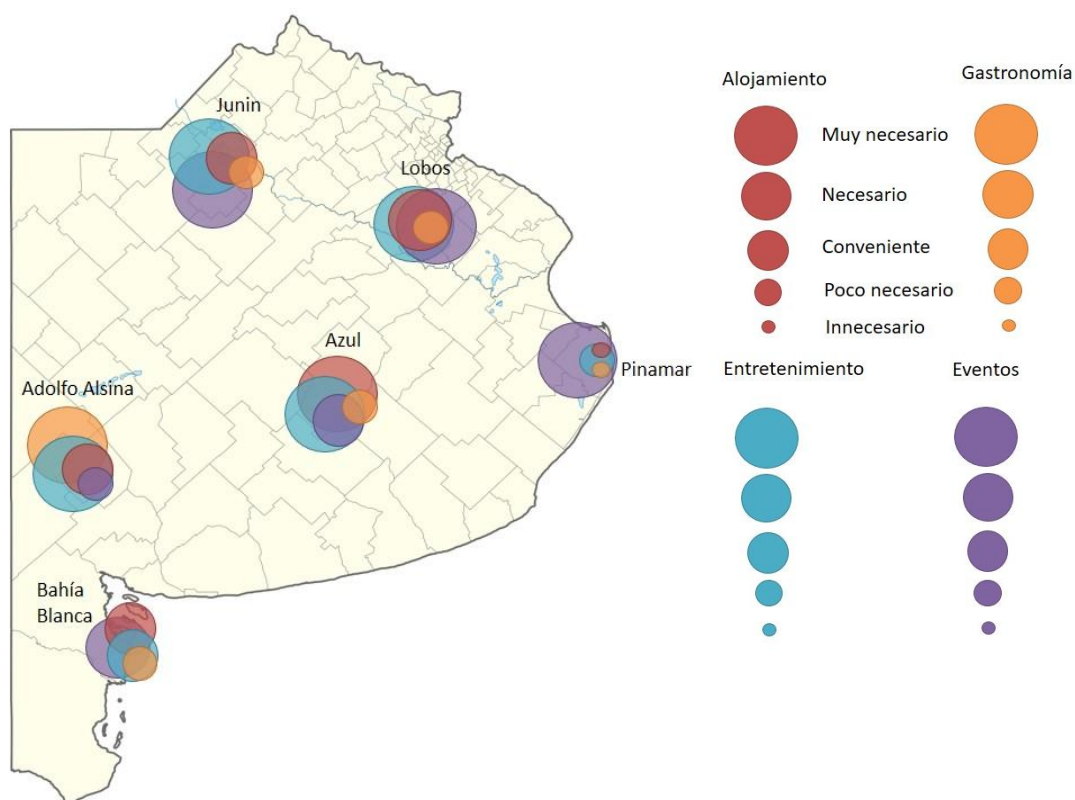 Junin
Lobos
Azul
Adolfo Alsina
Pinamar
Bahía
Blanca
Alojamiento
Gastronomía
Muy necesario
Necesario
Conveniente
Poco necesario
Innecesario
Entretenimiento
Eventos